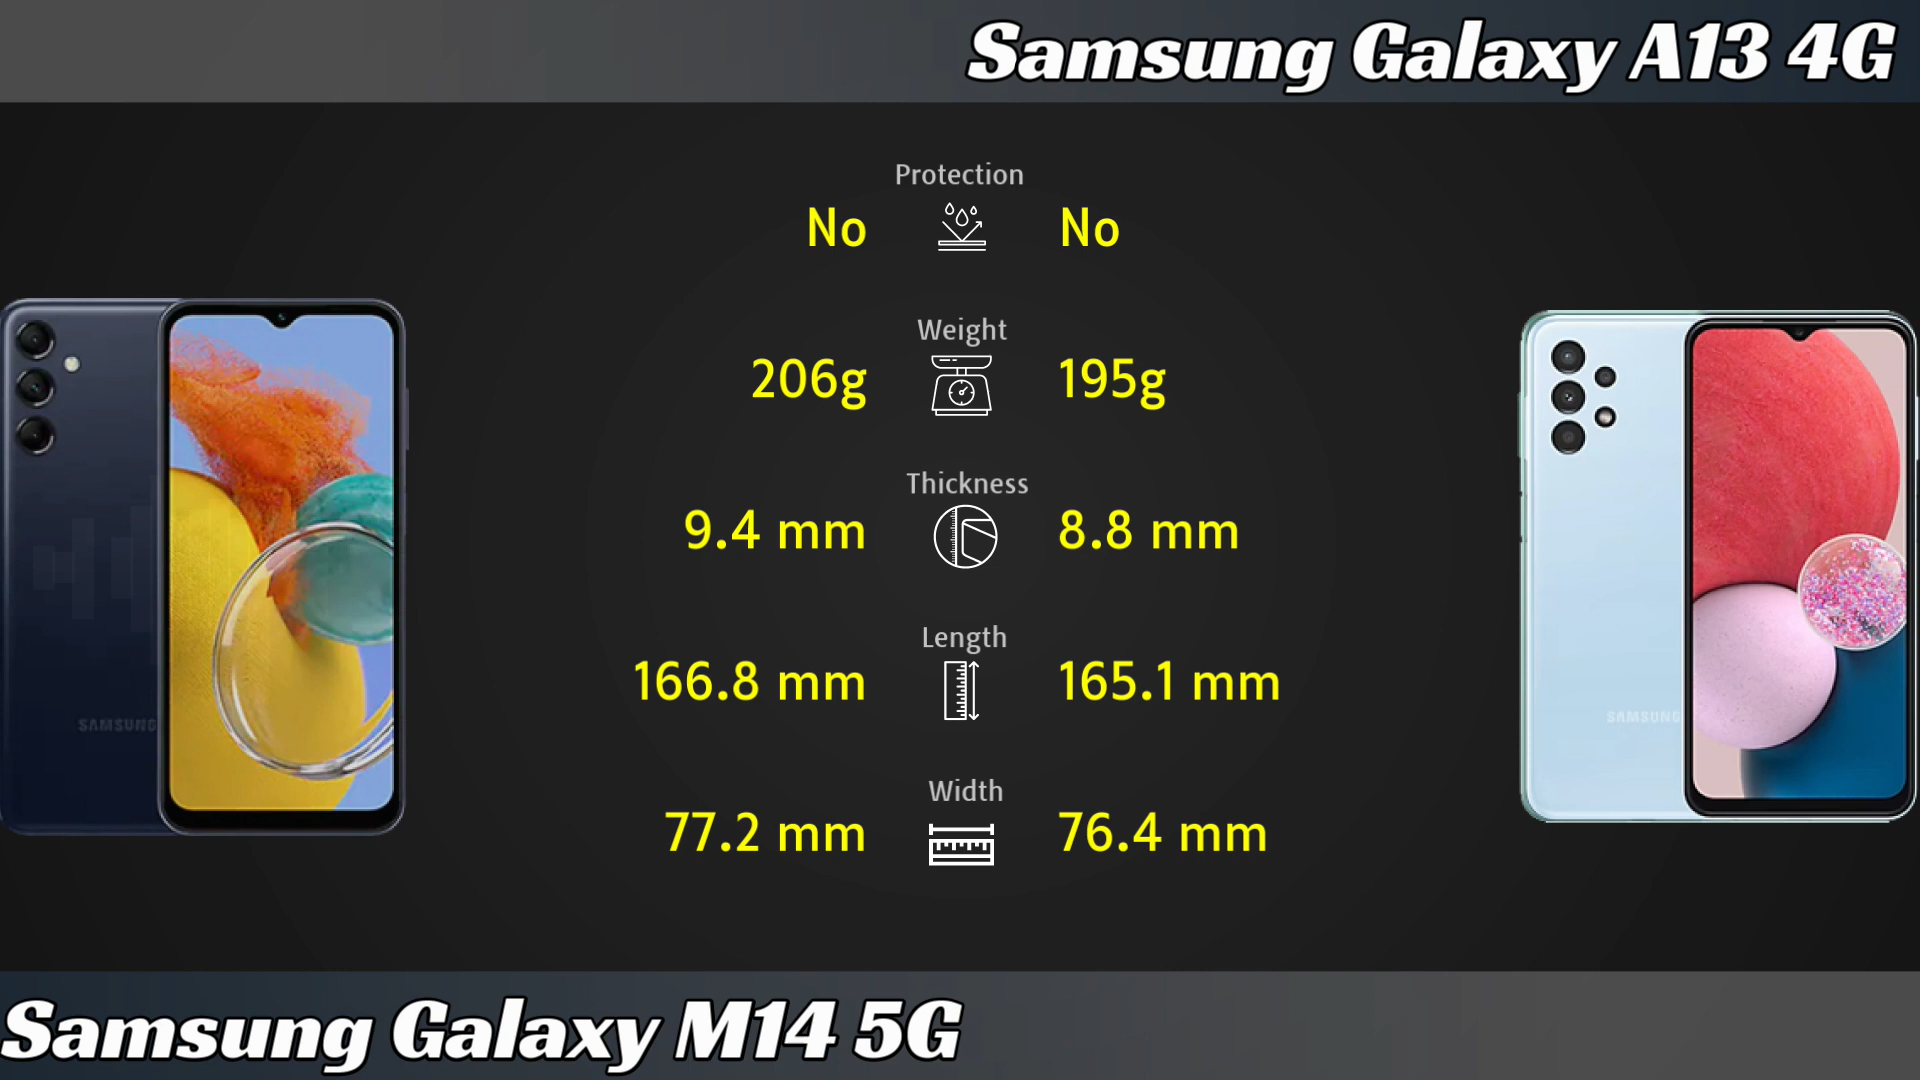 Samsung Galaxy A13 4G
Protection
No No
Weight
206g 195g
Thickness
9.4 mm 8.8 mm
Length
166.8 mm 165.1 mm
Width
77.2 mm 76.4 mm
SAMSUNG
SAMSUNG
Samsung Galaxy M14 5G